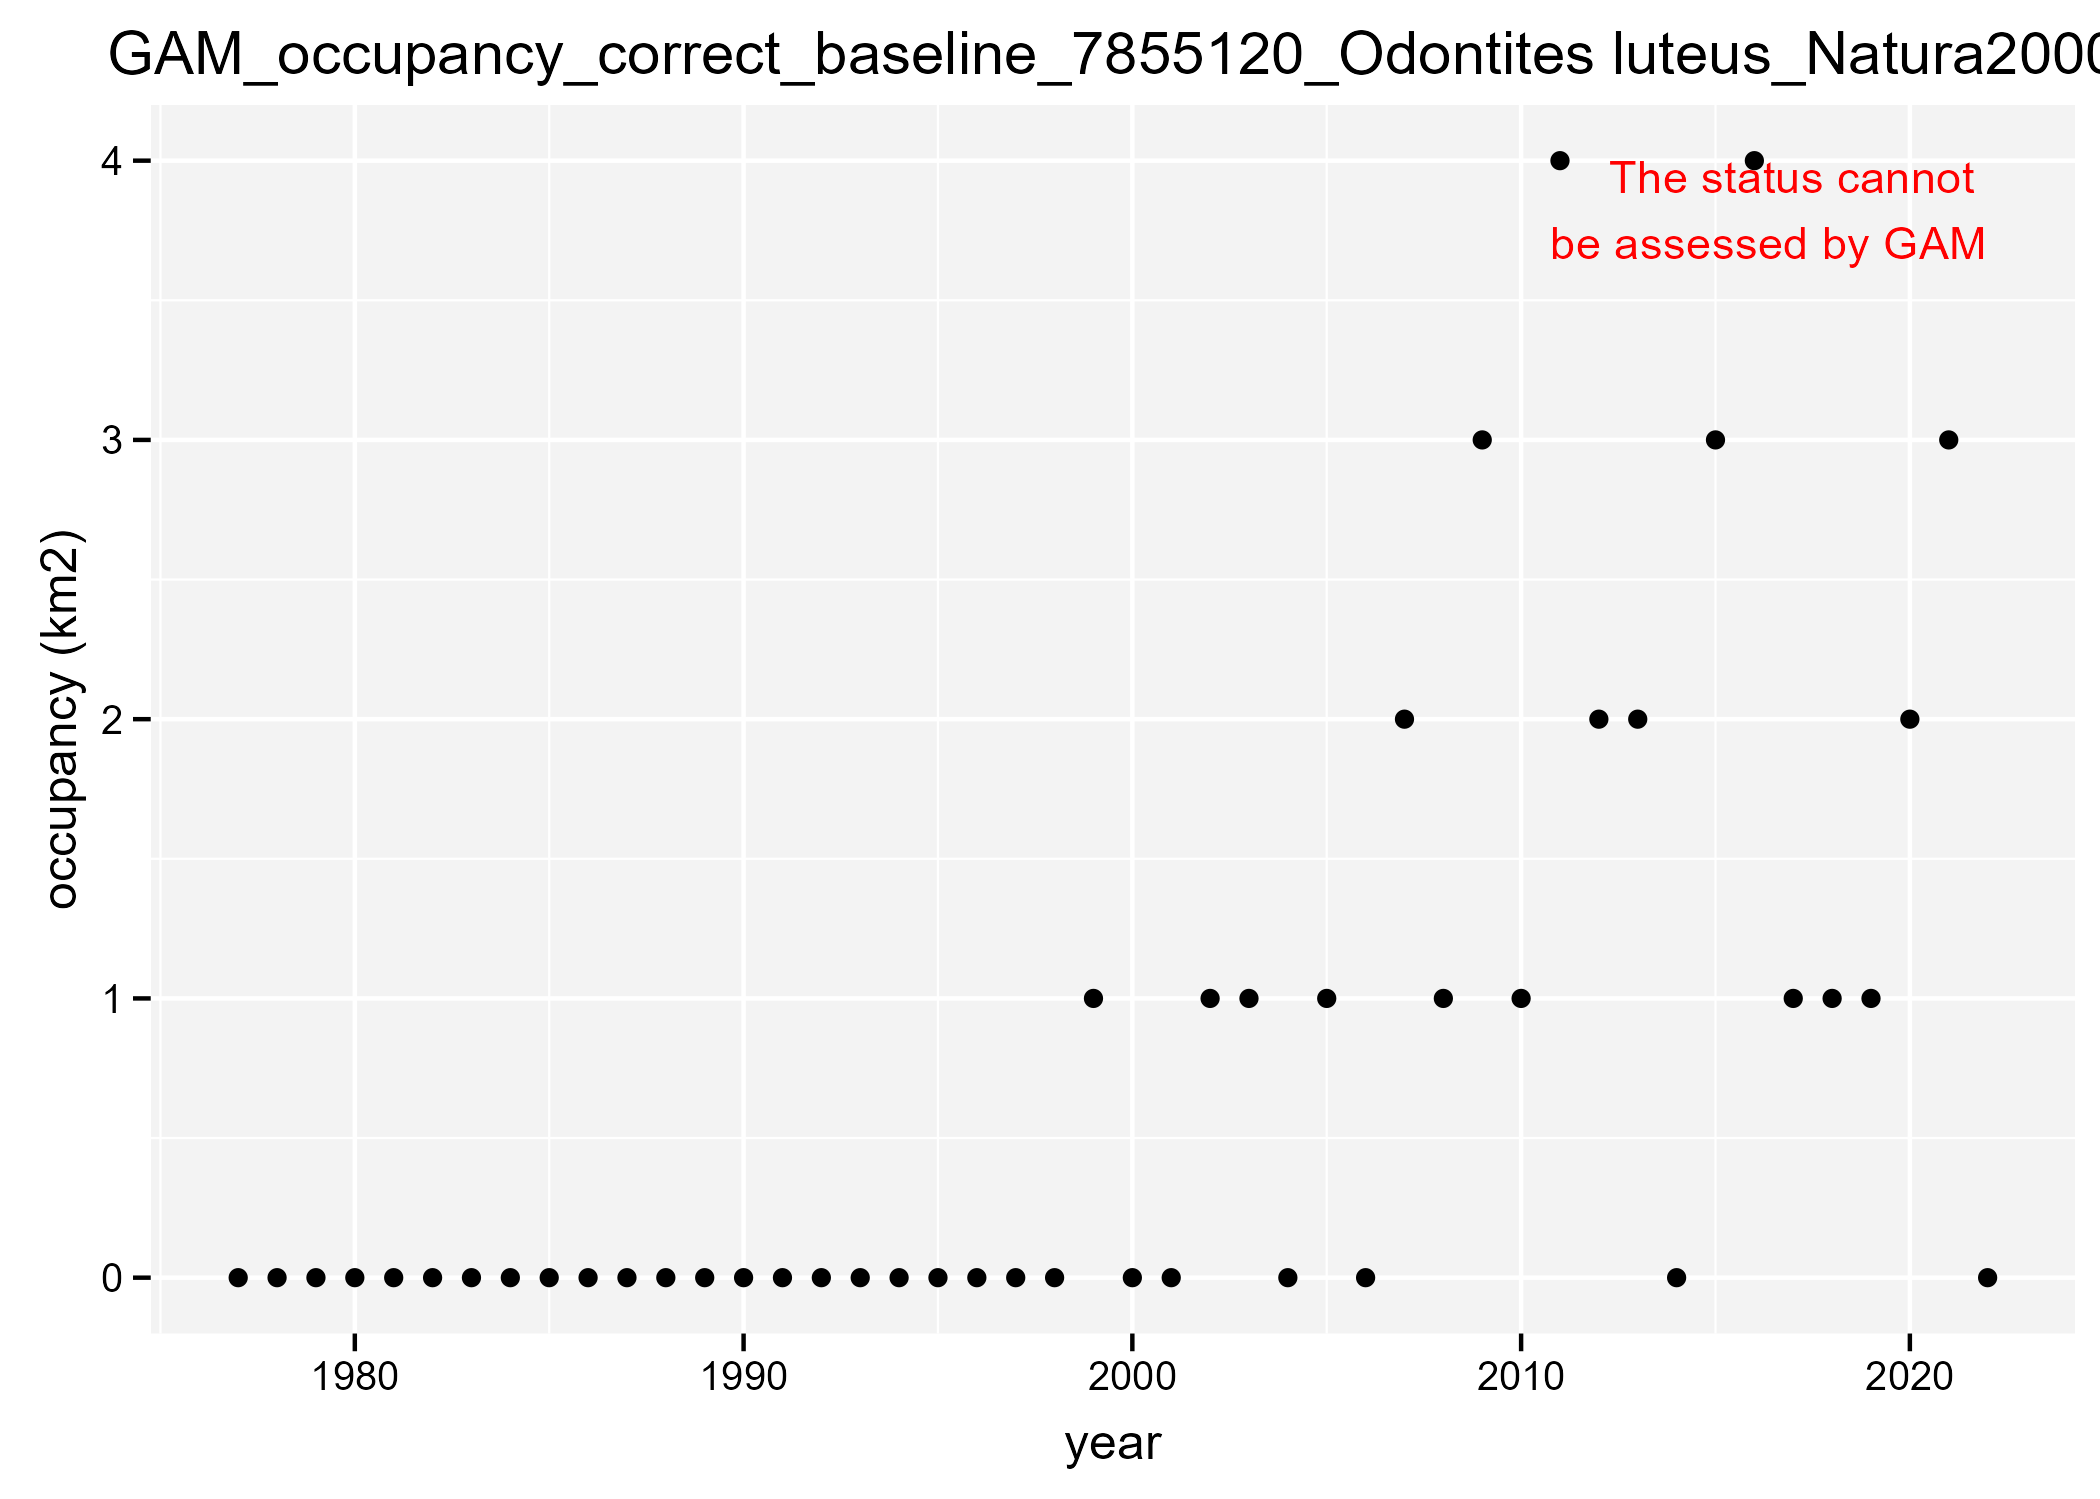 GAM_occupancy_correct_baseline_7855120_Odontites luteus_Natura2000
4
The status cannot
be assessed by GAM
3
occupancy (km2)
2
1
0
1980 1990 2000 2010 2020
year